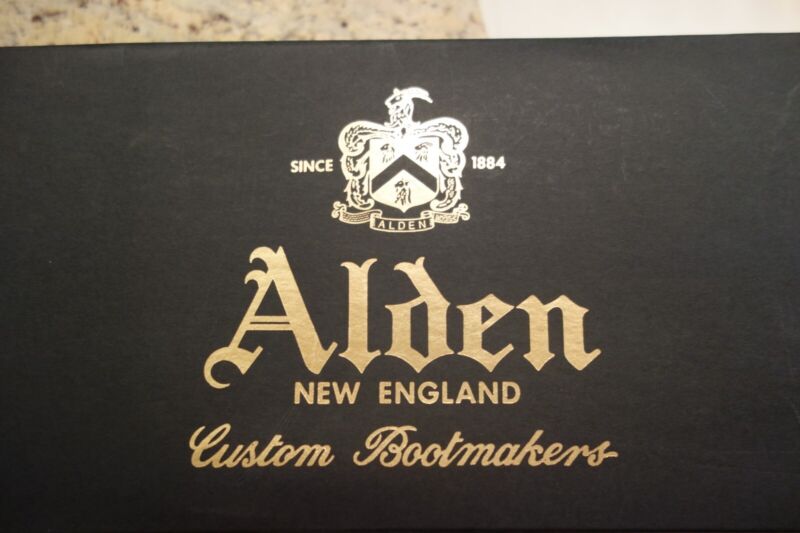 SINCE 1884
ALDEN
Alden
NEW ENGLAND
Custom Bootmakers